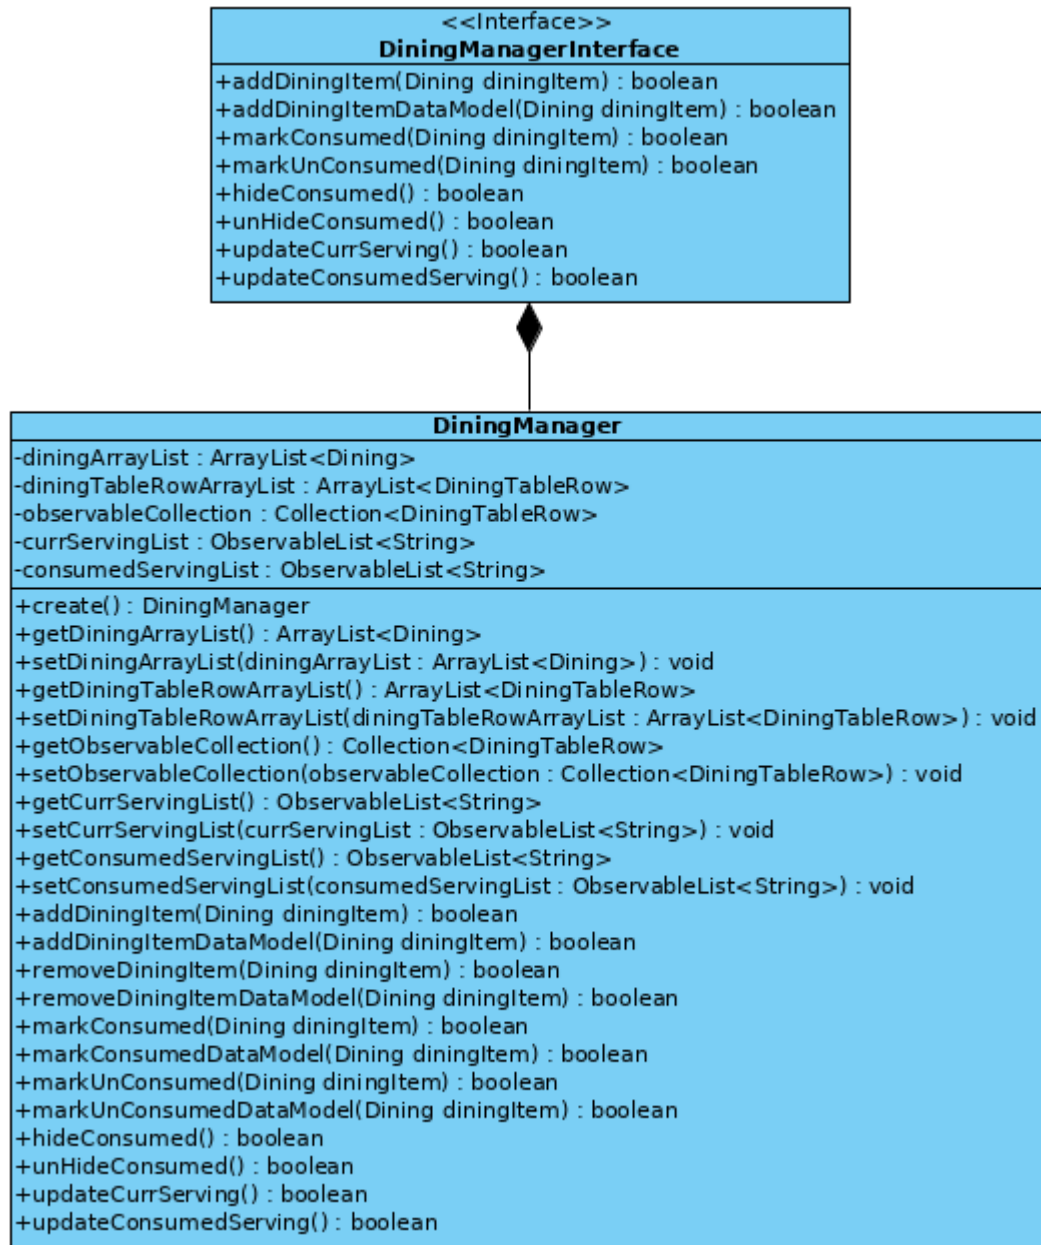 <<Interface>>
DiningManagerInterface
+addDiningItem(Dining diningItem) : boolean
+addDiningItemDataModel(Dining diningItem) : boolean
+markConsumed(Dining diningItem) : boolean
+markUnConsumed(Dining diningItem) : boolean
+hideConsumed() : boolean
+unHideConsumed() : boolean
+updateCurrServing() : boolean
+updateConsumedServing() : boolean
DiningManager
-diningArrayList : ArrayList<Dining>
-diningTableRowArrayList : ArrayList<DiningTableRow>
-observableCollection : Collection<DiningTableRow>
-currServingList : ObservableList<String>
-consumedServingList : ObservableList<String>
+create() : DiningManager
+getDiningArrayList() : ArrayList<Dining>
+setDiningArrayList(diningArrayList : ArrayList<Dining>) : void
+getDiningTableRowArrayList() : ArrayList<DiningTableRow>
+setDiningTableRowArrayList(diningTableRowArrayList : ArrayList<DiningTableRow>) : void
+getObservableCollection() : Collection<DiningTableRow>
+setObservableCollection(observableCollection : Collection<DiningTableRow>) : void
+getCurrServingList() : ObservableList<String>
+setCurrServingList(currServingList : ObservableList<String>) : void
+getConsumedServingList() : ObservableList<String>
+setConsumedServingList(consumedServingList : ObservableList<String>) : void
+addDiningItem(Dining diningItem) : boolean
+addDiningItemDataModel(Dining diningItem) : boolean
+removeDiningItem(Dining diningItem) : boolean
+removeDiningItemDataModel(Dining diningItem) : boolean
+markConsumed(Dining diningItem) : boolean
+markConsumedDataModel(Dining diningItem) : boolean
+markUnConsumed(Dining diningItem) : boolean
+markUnConsumedDataModel(Dining diningItem) : boolean
+hideConsumed() : boolean
+unHideConsumed() : boolean
+updateCurrServing() : boolean
+updateConsumedServing() : boolean